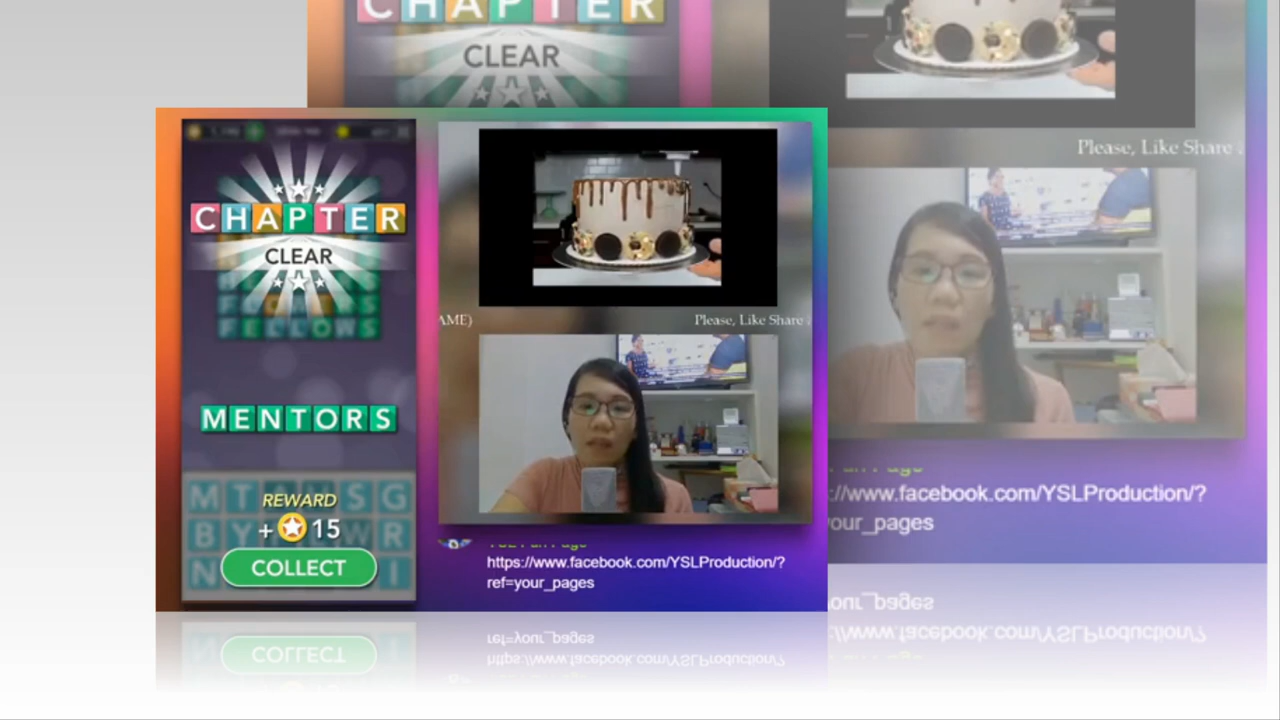 CHAPTER
CLEAR
Please, Like Share
CHAPTER
CLEAR
FELLOWS
AME)
Please, Like Share
MENTORS
REWARD
+ 15
COLLECT
https://www.facebook.com/YSLProduction/?
ref=your_pages
://www.facebook.com/YSLProduction/?
our_pages